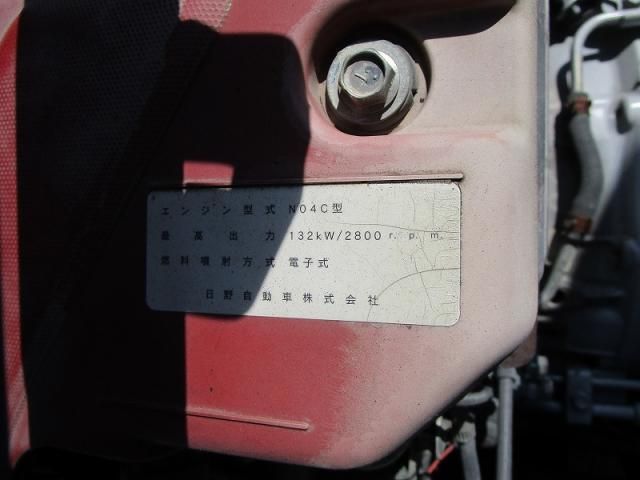 エンジン型式 N04C型
最高出力 132kW/2800 r. p. m.
燃料噴射方式 電子式
日野自動車株式会社